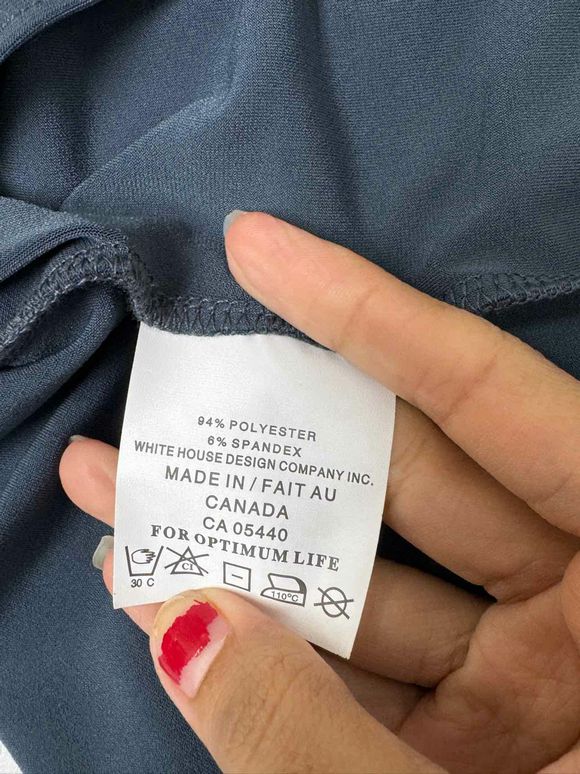 94% POLYESTER
6% SPANDEX
WHITE HOUSE DESIGN COMPANY INC.
MADE IN / FAIT AU
CANADA
CA 05440
FOR OPTIMUM LIFE
30 C
Cl
110°C